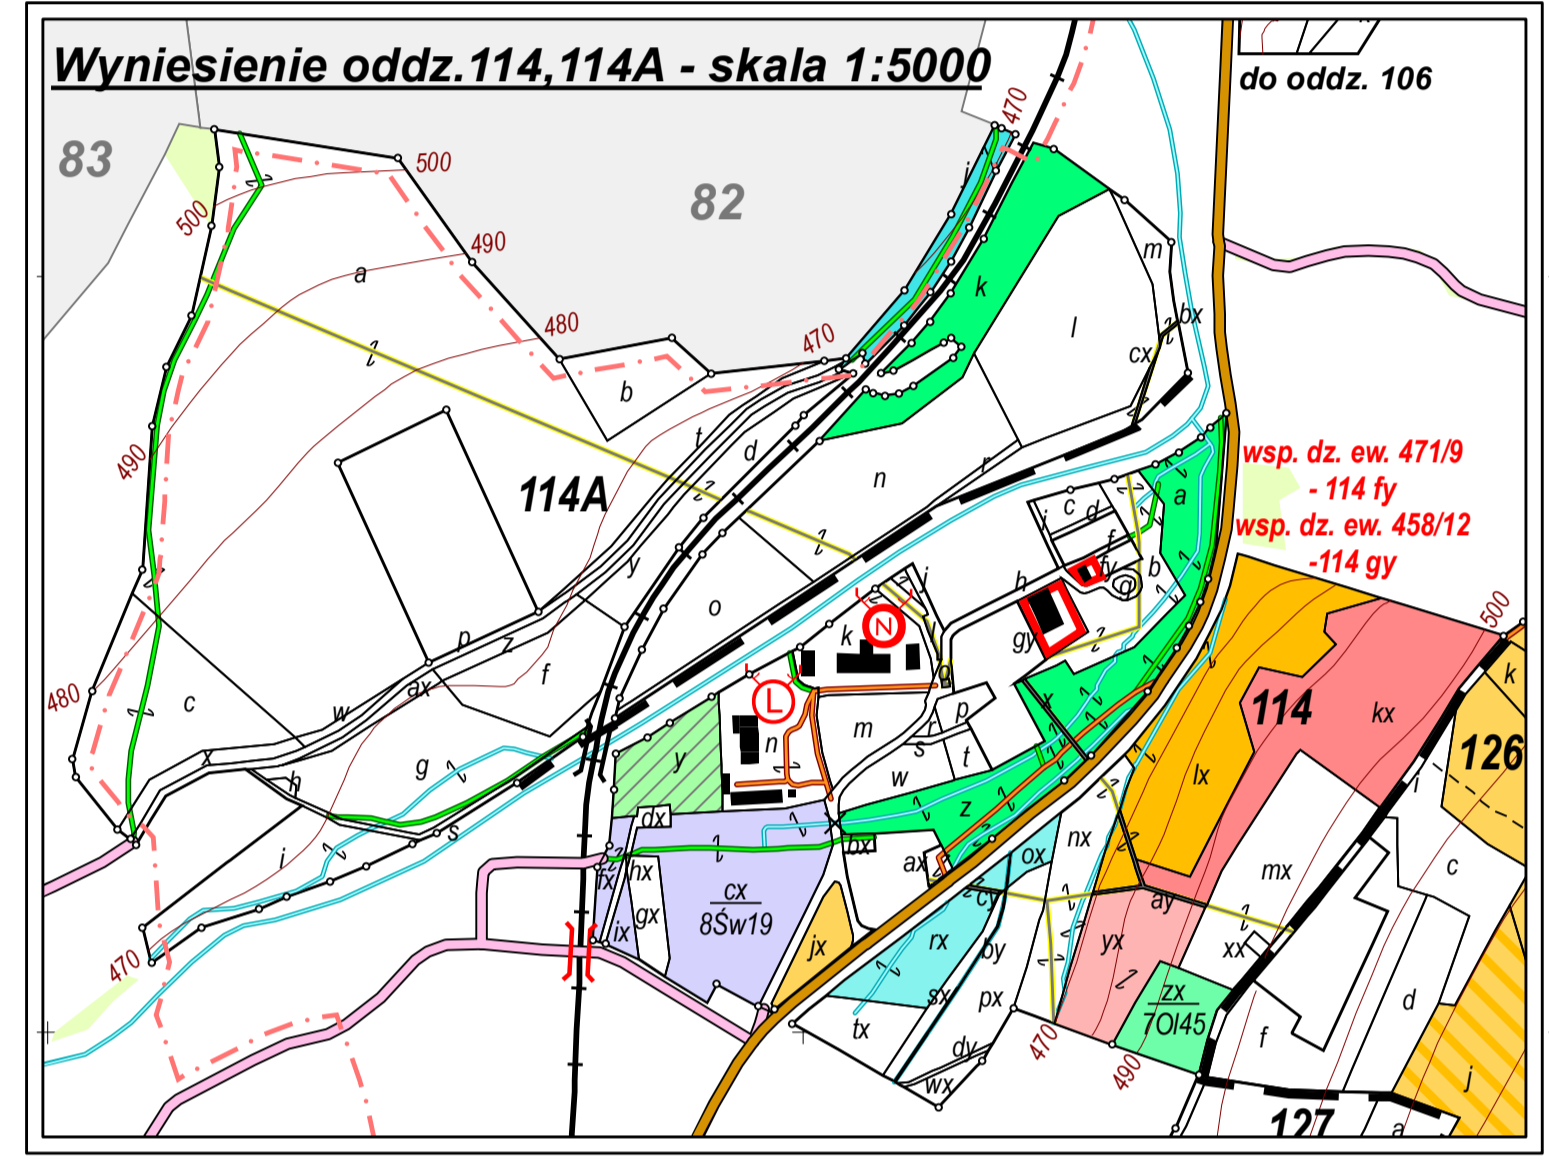 Wyniesienie oddz.114,114A - skala 1:5000
do oddz. 106
470
83
82
500
500
j
490
a
k
m
l
bx
cx
480
470
b
490
t
d
n
r
wsp. dz. ew. 471/9
- 114 fy
wsp. dz. ew. 458/12
-114 gy
114A
a
c
d
i
f
y
o
h
fy
g
b
j
N
k
l
gy
o
p
z
f
ax
w
c
480
x
g
h
L
n
m
p
r
s
t
w
x
y
z
114
kx
lx
500
k
126
i
s
i
dx
bx
ax
nx
ox
mx
c
fx
hx
gx
ix
cx
8Św19
jx
cy
rx
by
sx
px
yx
ay
xx
zx
7Ol45
470
tx
dy
wx
470
490
f
d
j
127
a